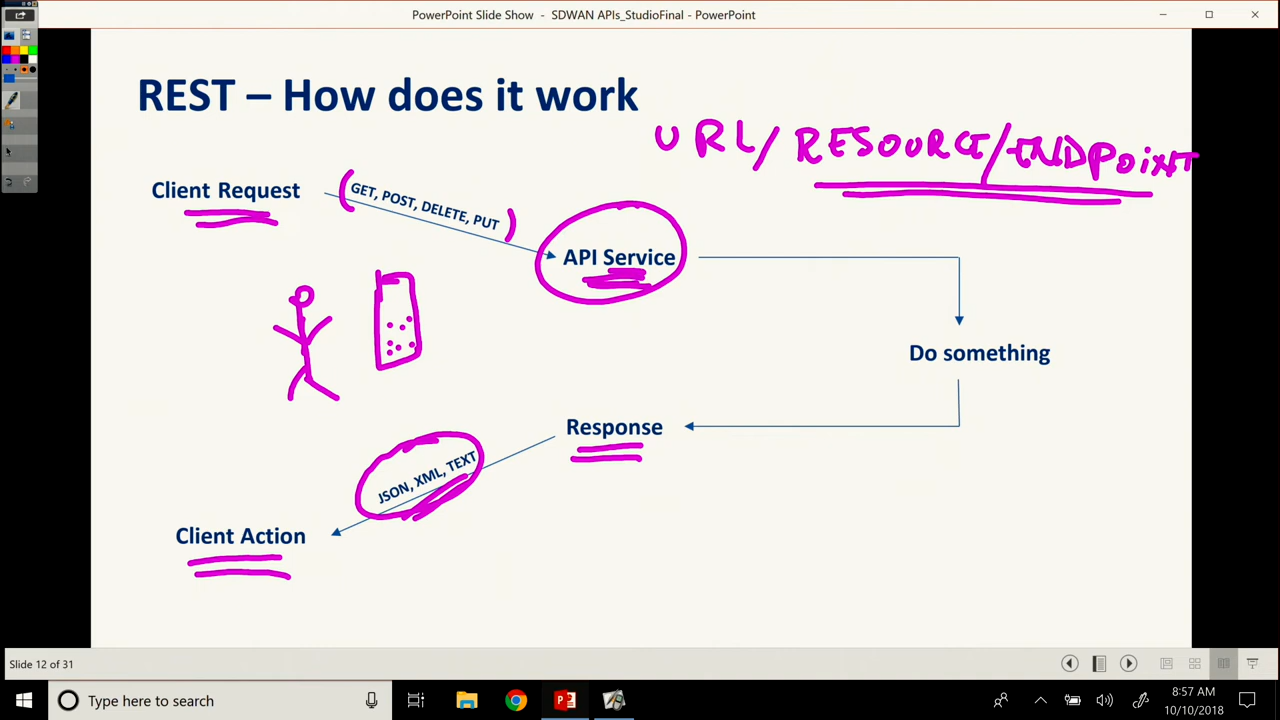 PowerPoint Slide Show - SDWAN APIs_StudioFinal - PowerPoint
REST – How does it work
URL/RESOURCE/ENDPOINT
Client Request
GET, POST, DELETE, PUT
API Service
Do something
Response
JSON, XML, TEXT
Client Action
Slide 12 of 31
Type here to search
8:57 AM
10/10/2018